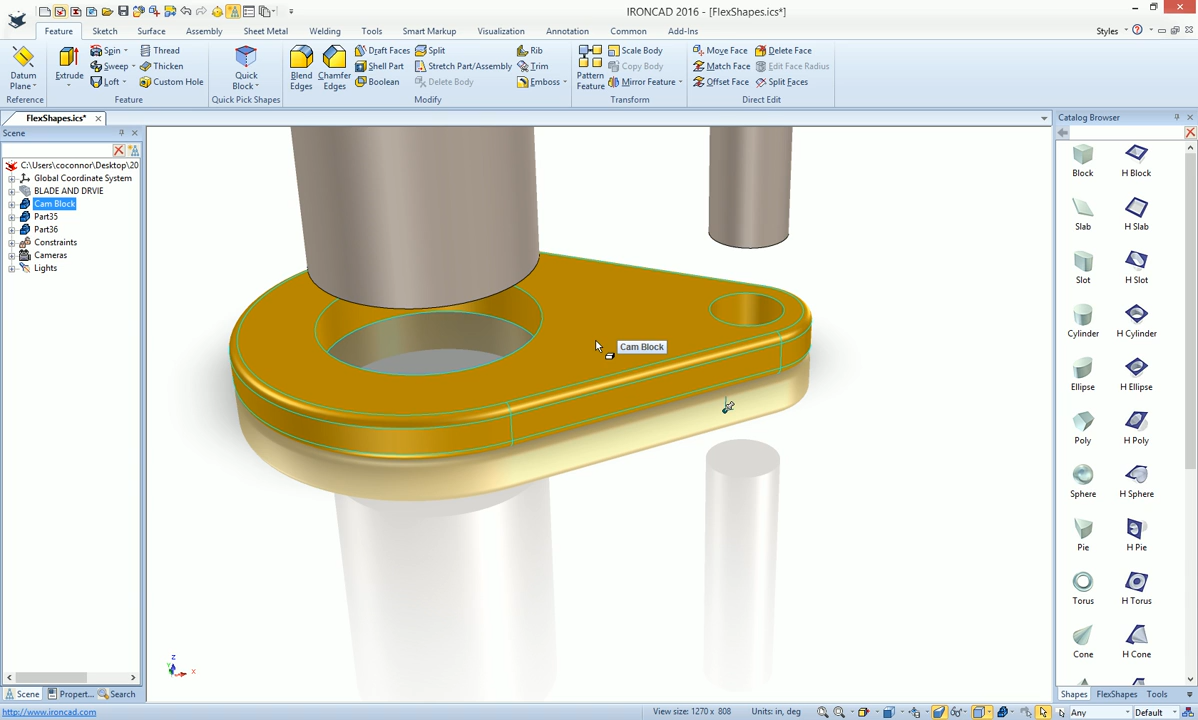 IRONCAD 2016 - [FlexShapes.ics*]
Feature Sketch Surface Assembly Sheet Metal Welding Tools Smart Markup Visualization Annotation Common Add-Ins Styles
Datum Plane
Reference
Extrude
Spin
Sweep
Loft
Thread
Thicken
Custom Hole
Feature
Quick Block
Quick Pick Shapes
Blend Edges
Chamfer Edges
Draft Faces
Shell Part
Boolean
Split
Stretch Part/Assembly
Delete Body
Rib
Trim
Emboss
Modify
Pattern Feature
Scale Body
Copy Body
Mirror Feature
Transform
Move Face
Match Face
Offset Face
Delete Face
Edit Face Radius
Split Faces
Direct Edit
FlexShapes.ics*
Scene
C:\Users\coconnor\Desktop\20
Global Coordinate System
BLADE AND DRVIE
Cam Block
Part35
Part36
Constraints
Cameras
Lights
Cam Block
Z
Y
X
Catalog Browser
Block H Block
Slab H Slab
Slot H Slot
Cylinder H Cylinder
Ellipse H Ellipse
Poly H Poly
Sphere H Sphere
Pie H Pie
Torus H Torus
Cone H Cone
Scene Propert... Search
Shapes FlexShapes Tools
http://www.ironcad.com
View size: 1270 x 808 Units: in, deg Any Default